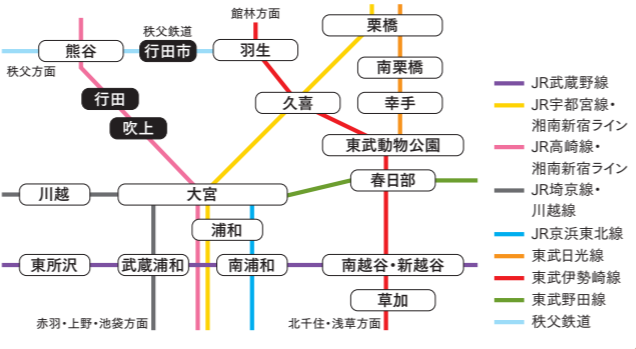 館林方面
栗橋
秩父鉄道
熊谷
行田市
羽生
秩父方面
南栗橋
行田
久喜
幸手
吹上
東武動物公園
春日部
川越
大宮
浦和
東所沢
武蔵浦和
南浦和
南越谷・新越谷
草加
赤羽・上野・池袋方面
北千住・浅草方面
JR武蔵野線
JR宇都宮線・
湘南新宿ライン
JR高崎線・
湘南新宿ライン
JR埼京線・
川越線
JR京浜東北線
東武日光線
東武伊勢崎線
東武野田線
秩父鉄道